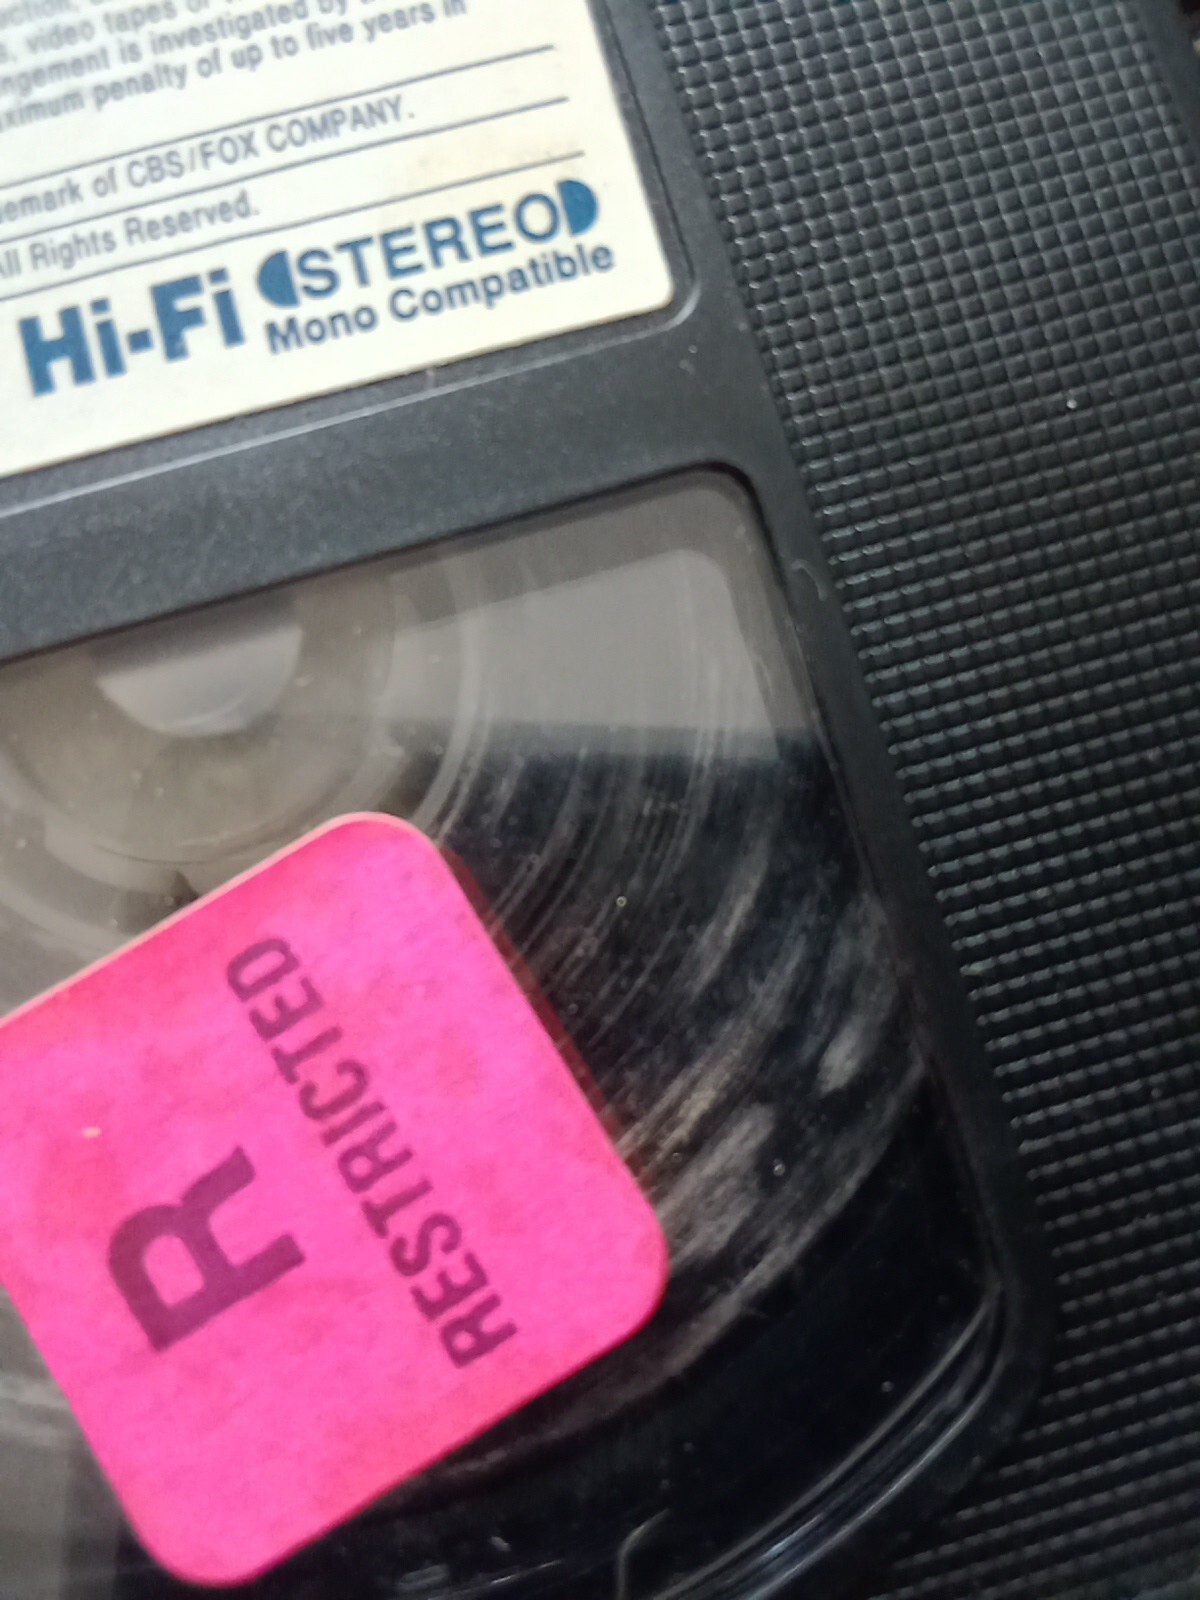 video tapes
is investigated by
penalty of up to five years in
of CBS/FOX COMPANY.
All Rights Reserved.
Hi-Fi STEREO
Mono Compatible
R
RESTRICTED